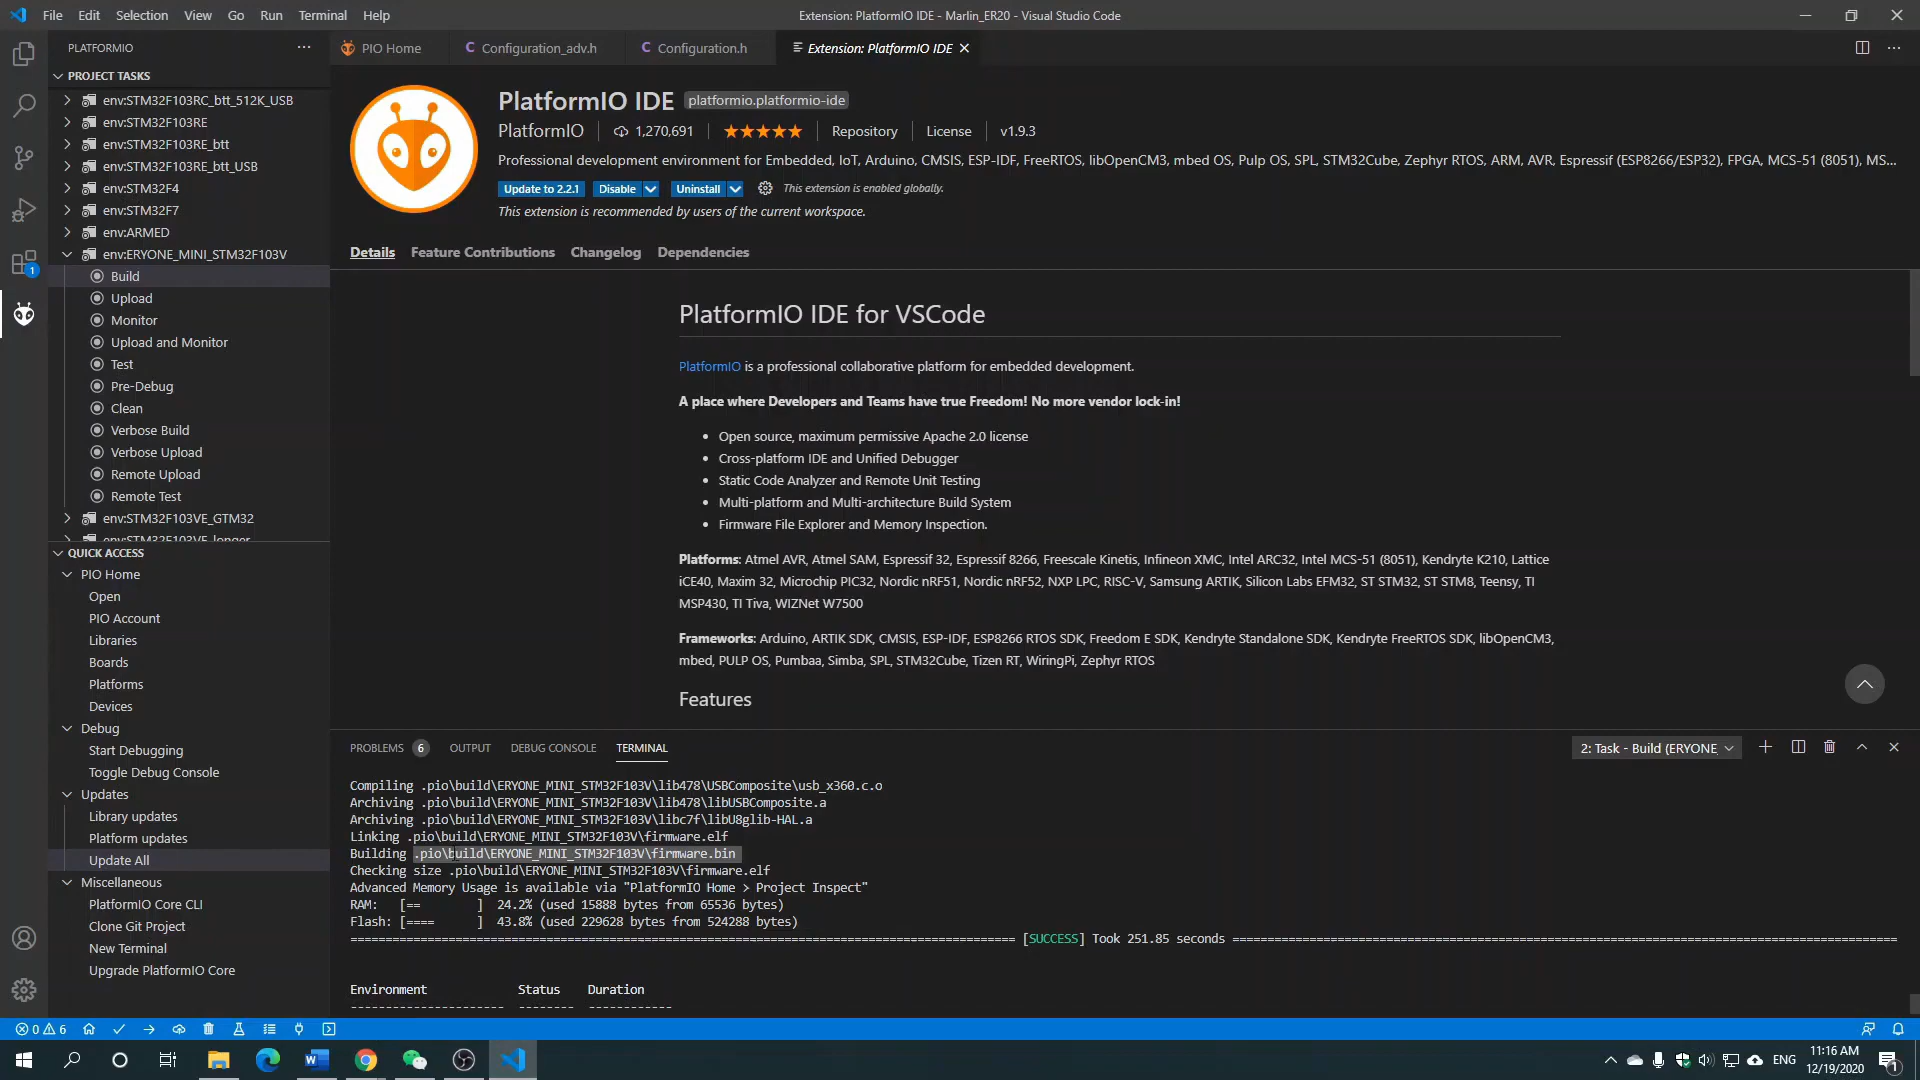 File Edit Selection View Go Run Terminal Help
Extension: PlatformIO IDE - Marlin_ER20 - Visual Studio Code
PLATFORMIO
PROJECT TASKS
env:STM32F103RC_btt_512K_USB
env:STM32F103RE
env:STM32F103RE_btt
env:STM32F103RE_btt_USB
env:STM32F4
env:STM32F7
env:ARMED
env:ERYONE_MINI_STM32F103V
Build
Upload
Monitor
Upload and Monitor
Test
Pre-Debug
Clean
Verbose Build
Verbose Upload
Remote Upload
Remote Test
env:STM32F103VE_GTM32
env:STM32F103VE_longer
QUICK ACCESS
PIO Home
Open
PIO Account
Libraries
Boards
Platforms
Devices
Debug
Start Debugging
Toggle Debug Console
Updates
Library updates
Platform updates
Update All
Miscellaneous
PlatformIO Core CLI
Clone Git Project
New Terminal
Upgrade PlatformIO Core
1
PIO Home
C Configuration_adv.h
C Configuration.h
Extension: PlatformIO IDE
PlatformIO IDE platformio.platformio-ide
PlatformIO 1,270,691 Repository License v1.9.3
Professional development environment for Embedded, IoT, Arduino, CMSIS, ESP-IDF, FreeRTOS, libOpenCM3, mbed OS, Pulp OS, SPL, STM32Cube, Zephyr RTOS, ARM, AVR, Espressif (ESP8266/ESP32), FPGA, MCS-51 (8051), MS...
Update to 2.2.1 Disable Uninstall This extension is enabled globally.
This extension is recommended by users of the current workspace.
Details Feature Contributions Changelog Dependencies
PlatformIO IDE for VSCode
PlatformIO is a professional collaborative platform for embedded development.
A place where Developers and Teams have true Freedom! No more vendor lock-in!
• Open source, maximum permissive Apache 2.0 license
• Cross-platform IDE and Unified Debugger
• Static Code Analyzer and Remote Unit Testing
• Multi-platform and Multi-architecture Build System
• Firmware File Explorer and Memory Inspection.
Platforms: Atmel AVR, Atmel SAM, Espressif 32, Espressif 8266, Freescale Kinetis, Infineon XMC, Intel ARC32, Intel MCS-51 (8051), Kendryte K210, Lattice
iCE40, Maxim 32, Microchip PIC32, Nordic nRF51, Nordic nRF52, NXP LPC, RISC-V, Samsung ARTIK, Silicon Labs EFM32, ST STM32, ST STM8, Teensy, TI
MSP430, TI Tiva, WIZNet W7500
Frameworks: Arduino, ARTIK SDK, CMSIS, ESP-IDF, ESP8266 RTOS SDK, Freedom E SDK, Kendryte Standalone SDK, Kendryte FreeRTOS SDK, libOpenCM3,
mbed, PULP OS, Pumbaa, Simba, SPL, STM32Cube, Tizen RT, WiringPi, Zephyr RTOS
Features
PROBLEMS 6 OUTPUT DEBUG CONSOLE TERMINAL
2: Task - Build (ERYONE_
Compiling .pio\build\ERYONE_MINI_STM32F103V\lib478\USBComposite\usb_x360.c.o
Archiving .pio\build\ERYONE_MINI_STM32F103V\lib478\libUSBComposite.a
Archiving .pio\build\ERYONE_MINI_STM32F103V\libc7f\libU8glib-HAL.a
Linking .pio\build\ERYONE_MINI_STM32F103V\firmware.elf
Building .pio\build\ERYONE_MINI_STM32F103V\firmware.bin
Checking size .pio\build\ERYONE_MINI_STM32F103V\firmware.elf
Advanced Memory Usage is available via "PlatformIO Home > Project Inspect"
RAM: [== ] 24.2% (used 15888 bytes from 65536 bytes)
Flash: [==== ] 43.8% (used 229628 bytes from 524288 bytes)
[SUCCESS] Took 251.85 seconds
Environment Status Duration
0 6
ENG
11:16 AM
12/19/2020
1